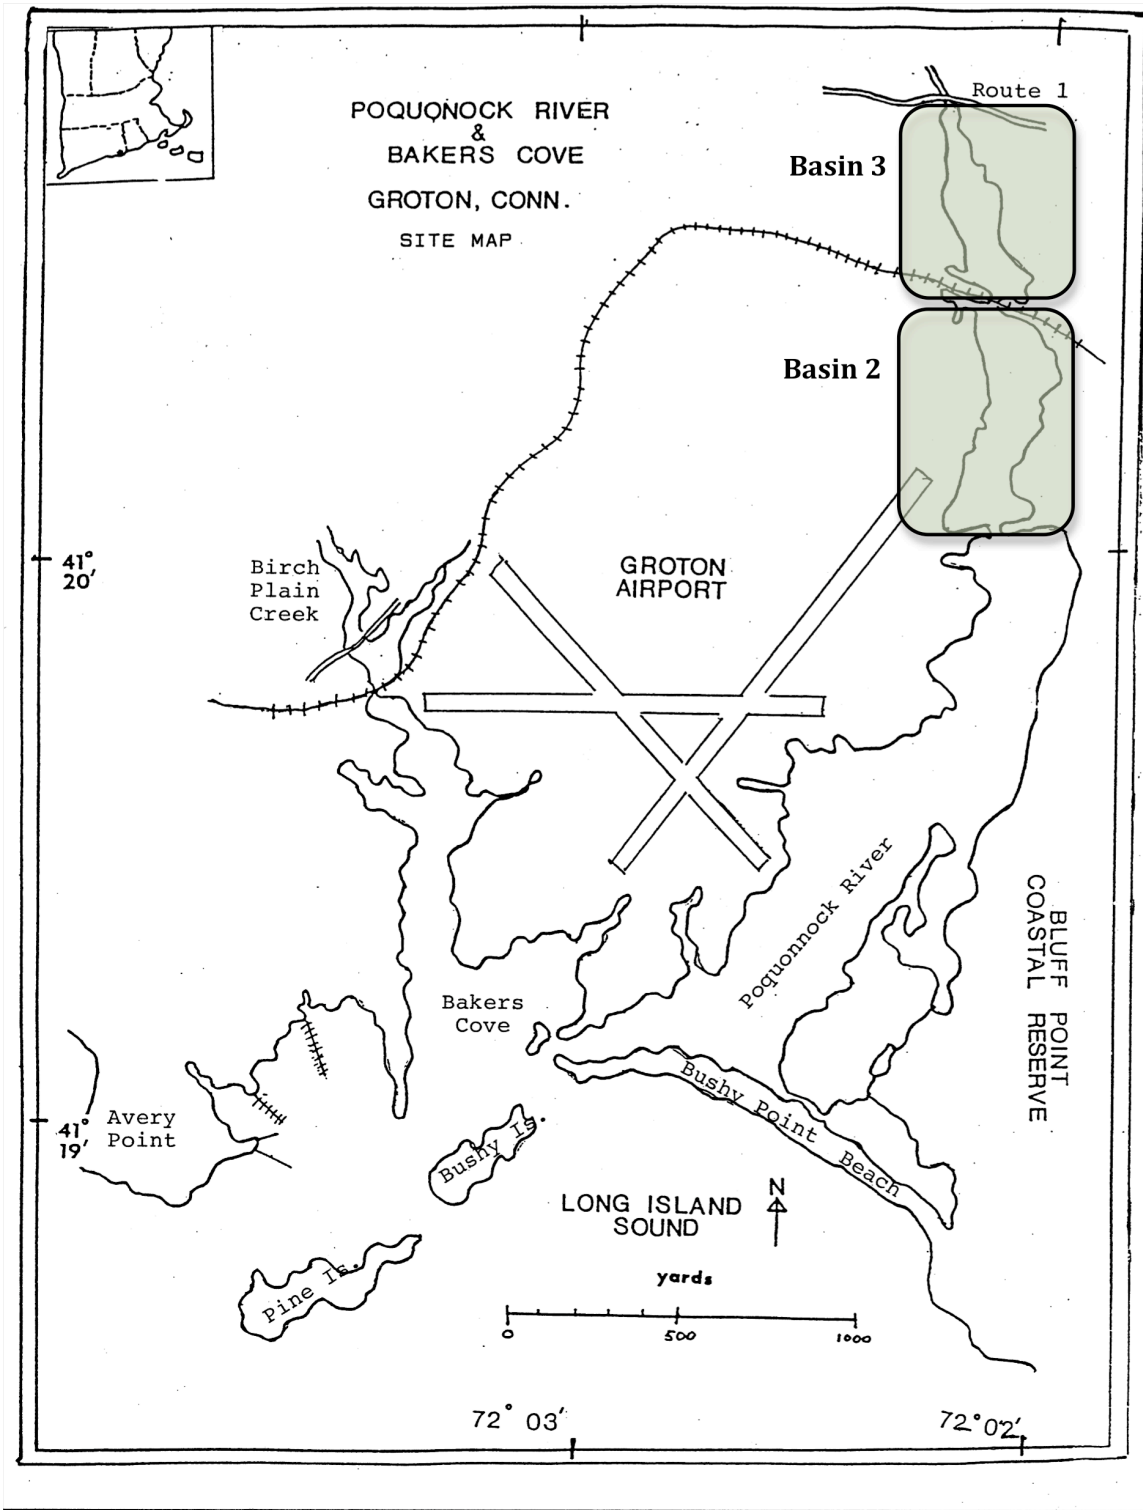 Route 1
POQUONOCK RIVER
&
BAKERS COVE
GROTON, CONN.
SITE MAP
Basin 3
Basin 2
41°
20'
Birch
Plain
Creek
GROTON
AIRPORT
Poquonnock River
BLUFF POINT
COASTAL RESERVE
Bakers
Cove
Bushy Point Beach
Avery
Point
41°
19'
Bushy Is.
Pine Is.
LONG ISLAND
SOUND
N
yards
0 500 1000
72° 03'
72° 02'